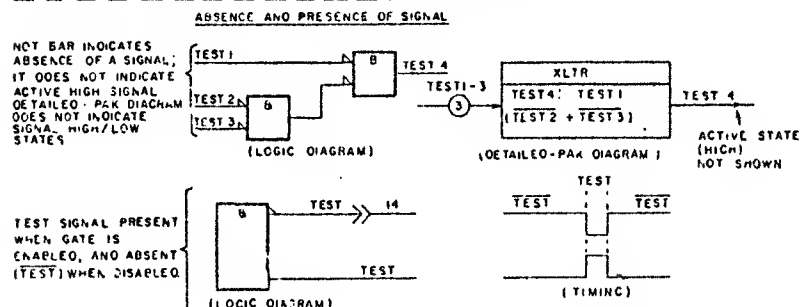 ABSENCE AND PRESENCE OF SIGNAL
NOT BAR INDICATES
ABSENCE OF A SIGNAL;
IT DOES NOT INDICATE
ACTIVE HIGH SIGNAL
DETAILED-PAK DIAGRAM
DOES NOT INDICATE
SIGNAL HIGH/LOW
STATES
TEST 1
TEST 2
TEST 3
&
&
TEST 4
(LOGIC DIAGRAM)
TEST1-3
3
XLTR
TEST4: TEST1
(TEST2 + TEST3)
TEST 4
(DETAILED-PAK DIAGRAM)
ACTIVE STATE
(HIGH)
NOT SHOWN
TEST SIGNAL PRESENT
WHEN GATE IS
ENABLED, AND ABSENT
(TEST) WHEN DISABLED
&
TEST 14
TEST
(LOGIC DIAGRAM)
TEST
TEST TEST
(TIMING)